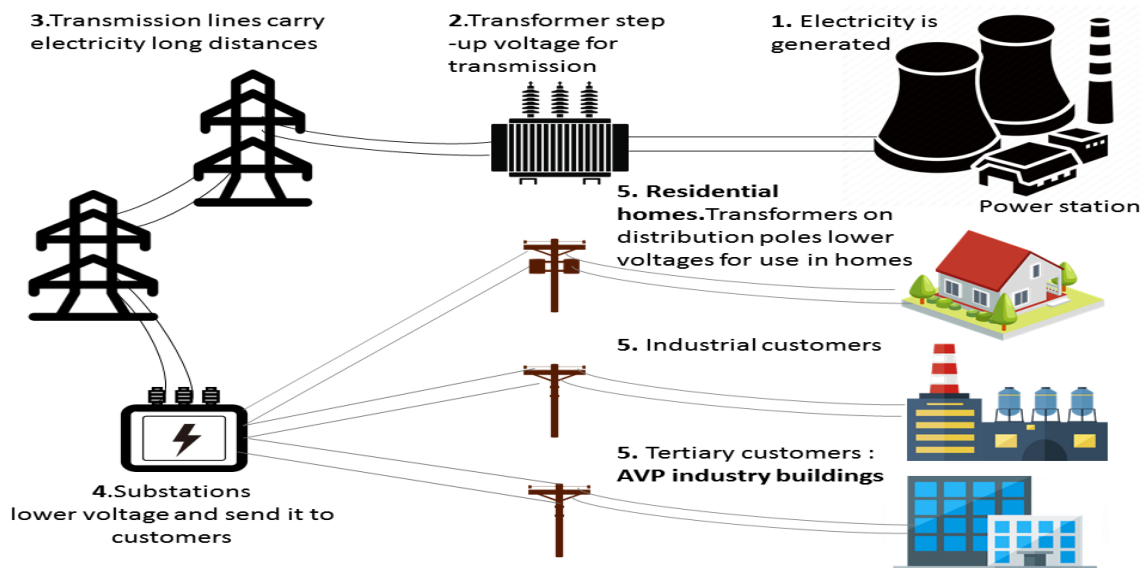 3.Transmission lines carry
electricity long distances
2.Transformer step
-up voltage for
transmission
1. Electricity is
generated
Power station
5. Residential
homes.Transformers on
distribution poles lower
voltages for use in homes
5. Industrial customers
5. Tertiary customers :
AVP industry buildings
4.Substations
lower voltage and send it to
customers